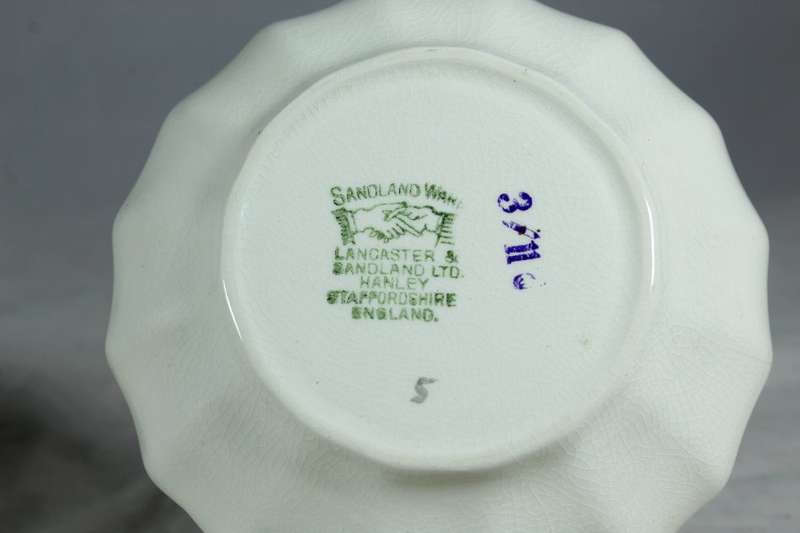 SANDLAND WARE
LANCASTER &
SANDLAND LTD.
HANLEY
STAFFORDSHIRE
ENGLAND.
3/11
5